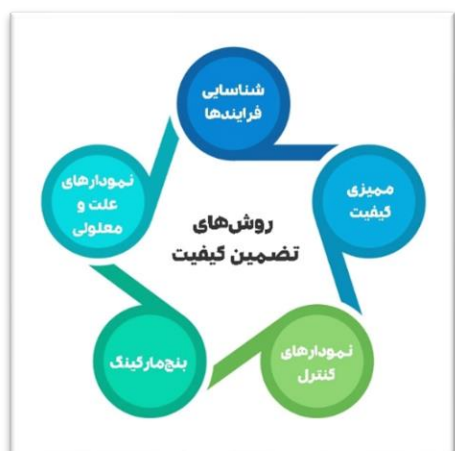 شناسایی
فرایندها
ممیزی
کیفیت
نمودارهای
علت و
معلولی
روش‌های
تضمین کیفیت
نمودارهای
کنترل
بنچ‌مارکینگ